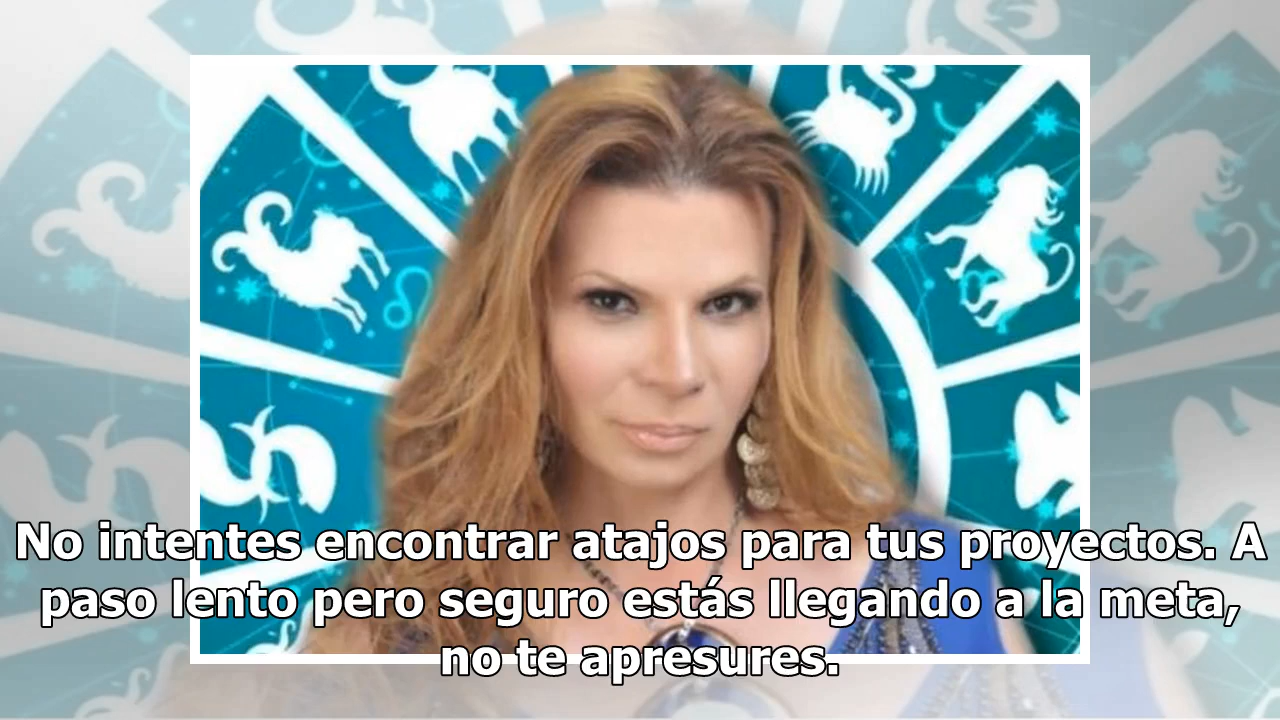 No intentes encontrar atajos para tus proyectos. A
paso lento pero seguro estás llegando a la meta,
no te apresures.